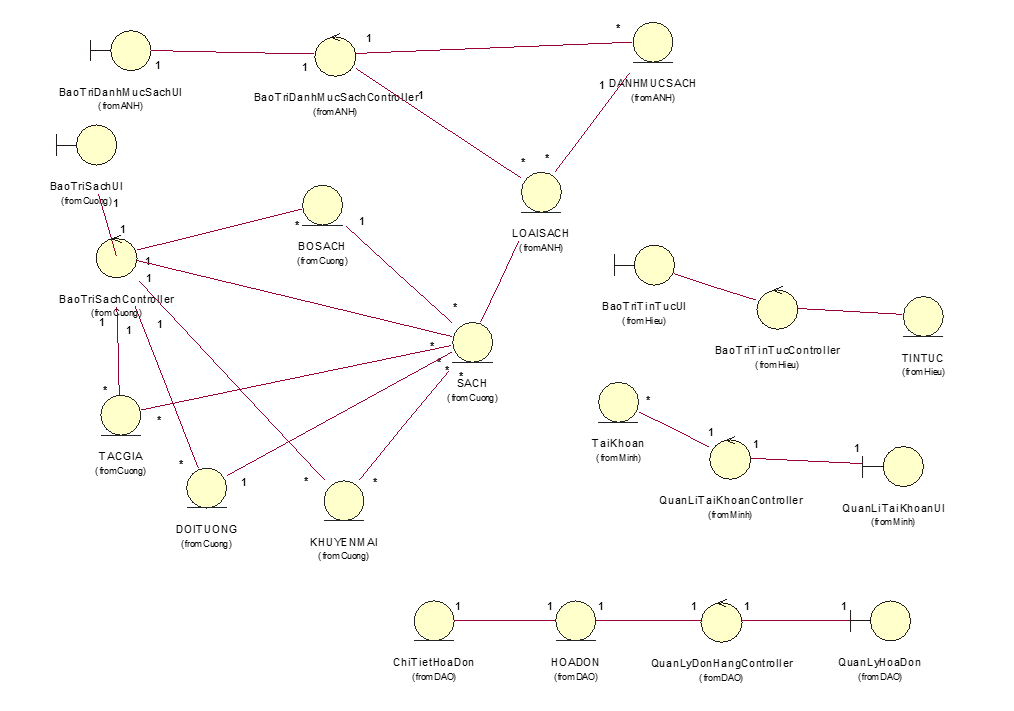 *
1
1
1
1
BaoTriDanhMucSachUI
(from ANH)
BaoTriDanhMucSachController
(from ANH)
1
DANHMUCSACH
(from ANH)
*
*
BaoTriSachUI
(from Cuong)
1
LOAISACH
(from ANH)
1
*
1
BOSACH
(from Cuong)
1
1
BaoTriSachController
(from Cuong)
*
1
1
1
BaoTriTinTucUI
(from Hieu)
BaoTriTinTucController
(from Hieu)
TINTUC
(from Hieu)
*
*
*
*
SACH
(from Cuong)
*
*
TACGIA
(from Cuong)
*
1
*
*
DOITUONG
(from Cuong)
KHUYENMAI
(from Cuong)
*
TaiKhoan
(from Minh)
1
1
1
QuanLiTaiKhoanController
(from Minh)
QuanLiTaiKhoanUI
(from Minh)
1
1
1
1
1
1
ChiTietHoaDon
(from DAO)
HOADON
(from DAO)
QuanLyDonHangController
(from DAO)
QuanLyHoaDon
(from DAO)